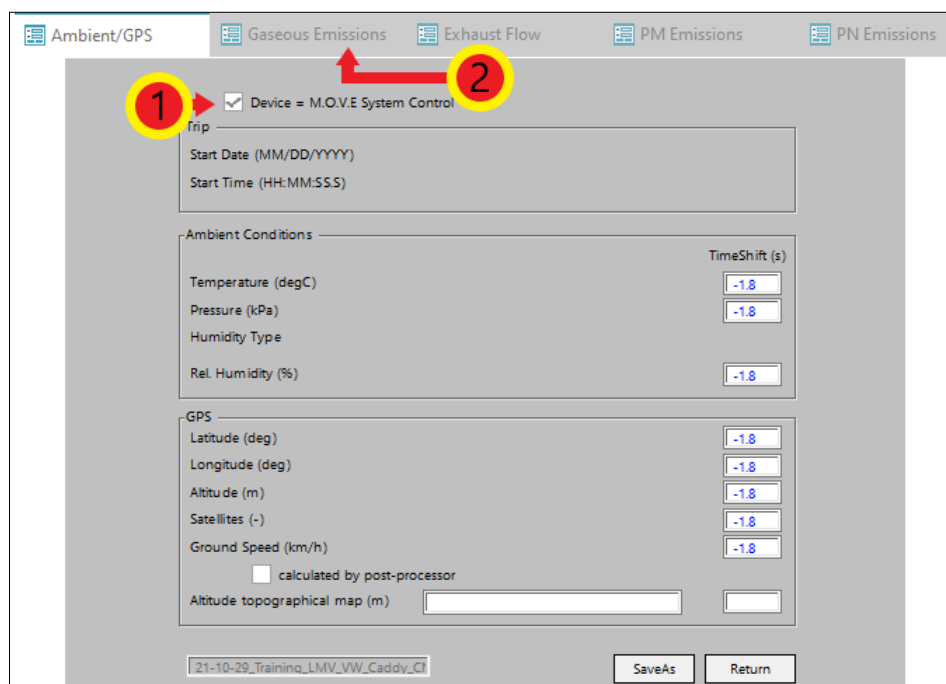 Ambient/GPS Gaseous Emissions Exhaust Flow PM Emissions PN Emissions
2
1 Device = M.O.V.E System Control
Trip
Start Date (MM/DD/YYYY)
Start Time (HH:MM:SS.S)
Ambient Conditions
TimeShift (s)
Temperature (degC) -1.8
Pressure (kPa) -1.8
Humidity Type
Rel. Humidity (%) -1.8
GPS
Latitude (deg) -1.8
Longitude (deg) -1.8
Altitude (m) -1.8
Satellites (-) -1.8
Ground Speed (km/h) -1.8
calculated by post-processor
Altitude topographical map (m)
21-10-29_Training_LMV_VW_Caddy_ SaveAs Return